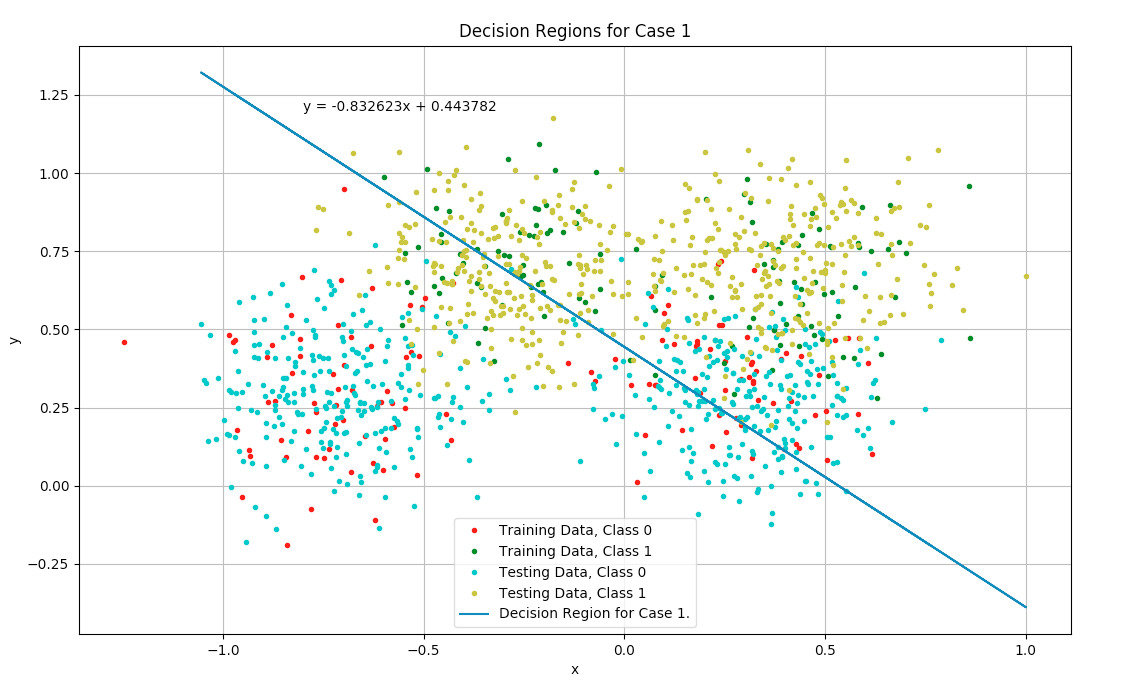 Decision Regions for Case 1
y
1.25
1.00
0.75
0.50
0.25
0.00
−0.25
y = -0.832623x + 0.443782
Training Data, Class 0
Training Data, Class 1
Testing Data, Class 0
Testing Data, Class 1
Decision Region for Case 1.
−1.0 −0.5 0.0 0.5 1.0
x